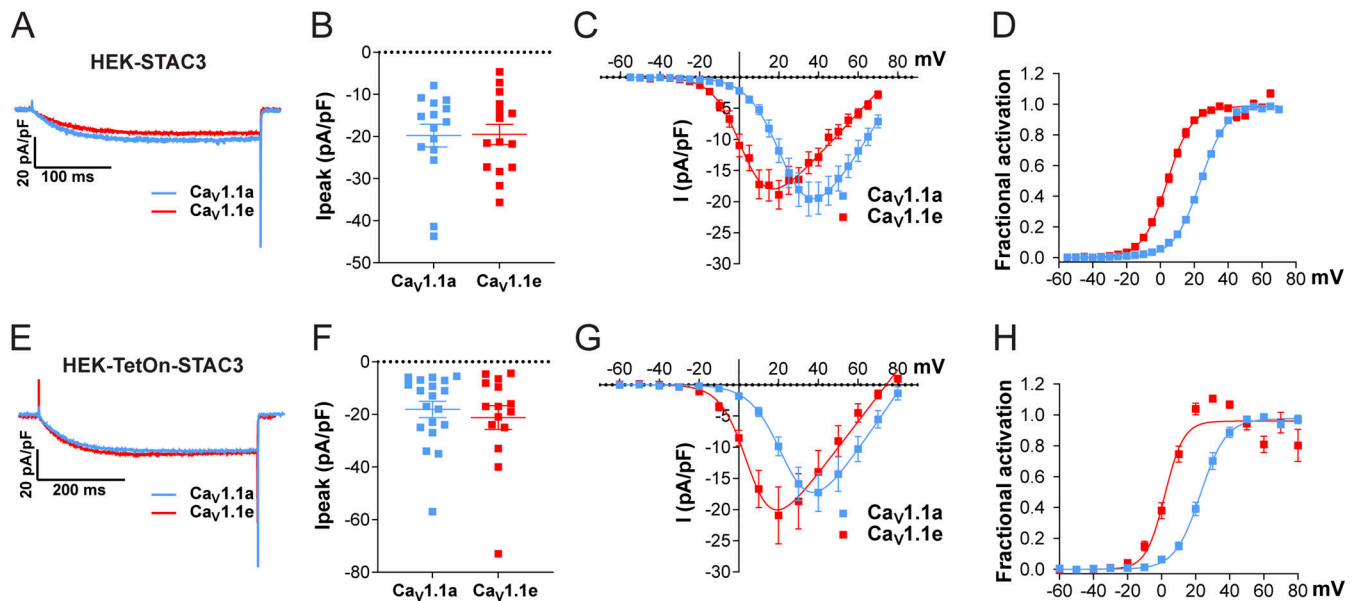 A
HEK-STAC3
20 pA/pF
100 ms
CaV1.1a
CaV1.1e
B
Ipeak (pA/pF)
0
-10
-20
-30
-40
-50
CaV1.1a CaV1.1e
C
-60 -40 -20 0 20 40 60 80 mV
I (pA/pF)
-5
-10
-15
-20
-25
-30
CaV1.1a
CaV1.1e
D
Fractional activation
1.2
1.0
0.8
0.6
0.4
0.2
0.0
-60 -40 -20 0 20 40 60 80 mV
E
HEK-TetOn-STAC3
20 pA/pF
200 ms
CaV1.1a
CaV1.1e
F
Ipeak (pA/pF)
0
-20
-40
-60
-80
CaV1.1a CaV1.1e
G
-60 -40 -20 0 20 40 60 80 mV
I (pA/pF)
-5
-10
-15
-20
-25
-30
CaV1.1a
CaV1.1e
H
Fractional activation
1.2
1.0
0.8
0.6
0.4
0.2
0.0
-60 -40 -20 0 20 40 60 80 mV